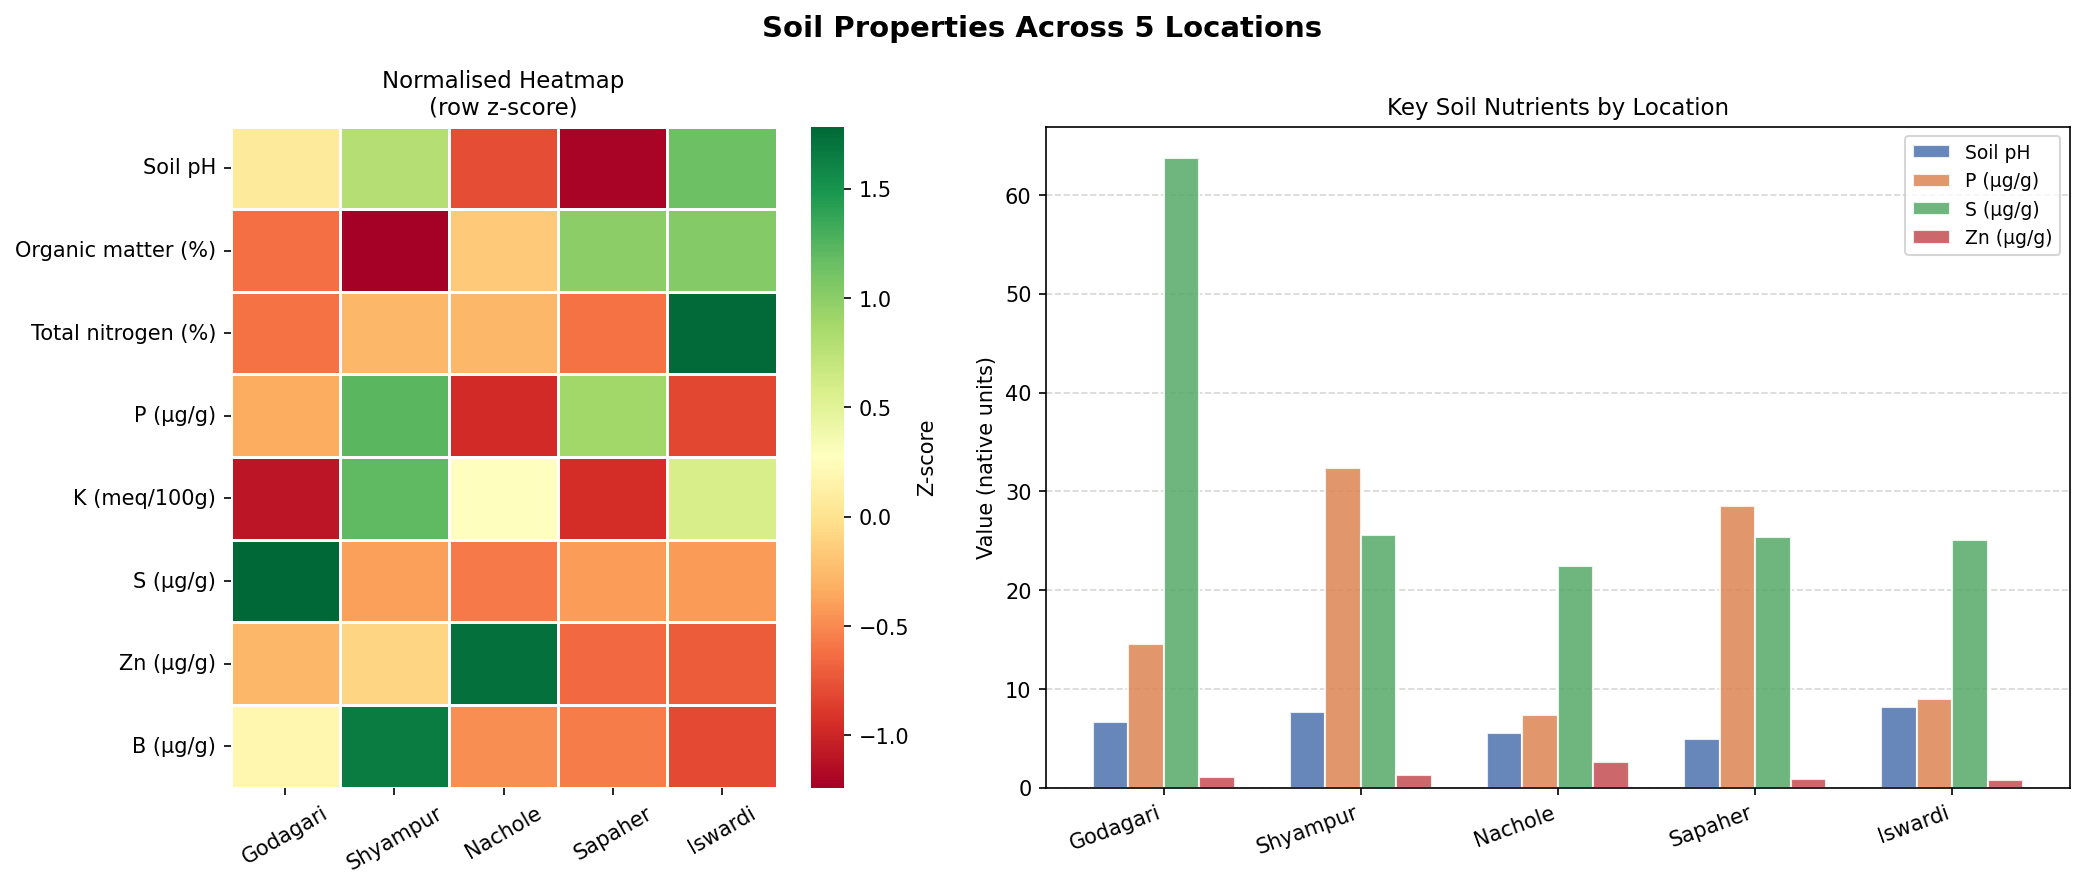 Soil Properties Across 5 Locations
Normalised Heatmap
(row z-score)
Soil pH
Organic matter (%)
Total nitrogen (%)
P (µg/g)
K (meq/100g)
S (µg/g)
Zn (µg/g)
B (µg/g)
Godagari
Shyampur
Nachole
Sapaher
Iswardi
1.5
1.0
0.5
0.0
−0.5
−1.0
Z-score
Key Soil Nutrients by Location
Value (native units)
60
50
40
30
20
10
0
Soil pH
P (µg/g)
S (µg/g)
Zn (µg/g)
Godagari
Shyampur
Nachole
Sapaher
Iswardi